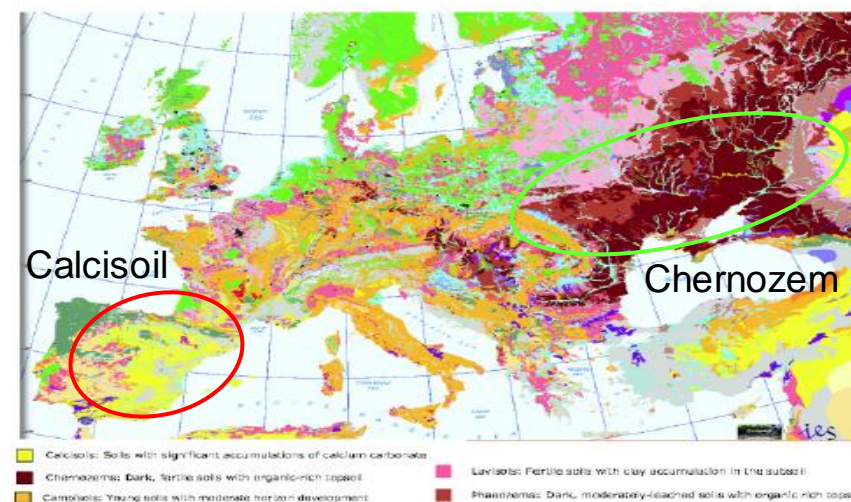 Calcisoil
Chernozem
ies
Calcisols: Soils with significant accumulations of calcium carbonate
Chernozems: Dark, fertile soils with organic-rich topsoil
Cambisols: Young soils with moderate horizon development
Luvisols: Fertile soils with clay accumulation in the subsoil
Phaeozems: Dark, moderately-leached soils with organic rich